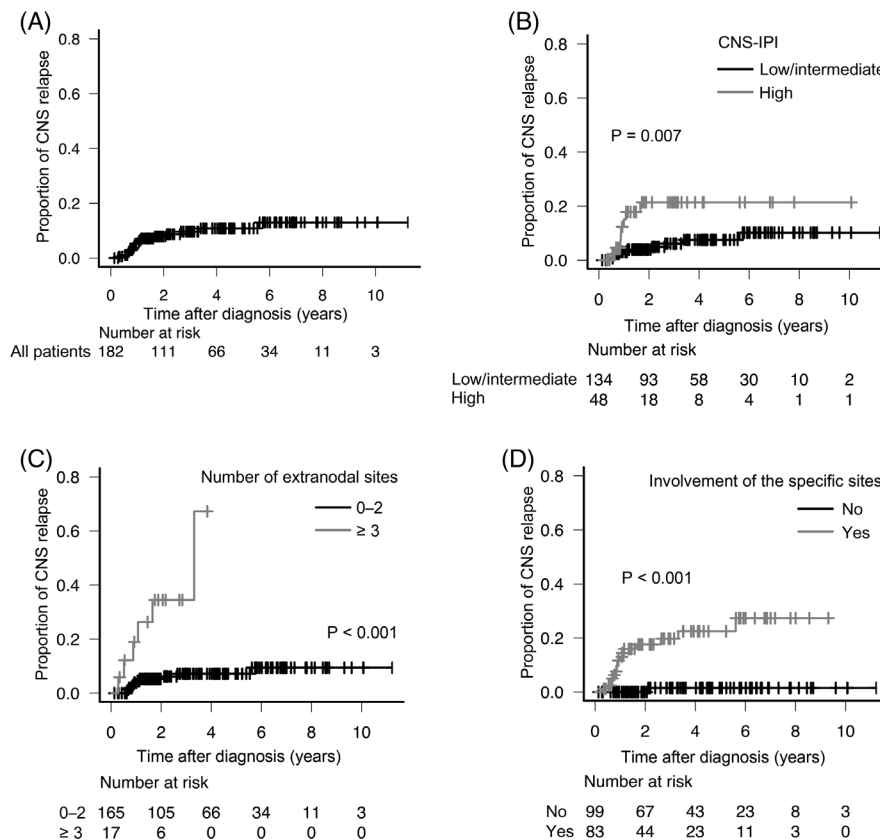 (A)
0.8
0.6
0.4
0.2
0.0
Proportion of CNS relapse
0 2 4 6 8 10
Time after diagnosis (years)
Number at risk
All patients 182 111 66 34 11 3
(B)
0.8
0.6
0.4
0.2
0.0
Proportion of CNS relapse
CNS-IPI
Low/intermediate
High
P = 0.007
0 2 4 6 8 10
Time after diagnosis (years)
Number at risk
Low/intermediate 134 93 58 30 10 2
High 48 18 8 4 1 1
(C)
0.8
0.6
0.4
0.2
0.0
Proportion of CNS relapse
Number of extranodal sites
0–2
≥ 3
P < 0.001
0 2 4 6 8 10
Time after diagnosis (years)
Number at risk
0–2 165 105 66 34 11 3
≥ 3 17 6 0 0 0 0
(D)
0.8
0.6
0.4
0.2
0.0
Proportion of CNS relapse
Involvement of the specific sites
No
Yes
P < 0.001
0 2 4 6 8 10
Time after diagnosis (years)
Number at risk
No 99 67 43 23 8 3
Yes 83 44 23 11 3 0